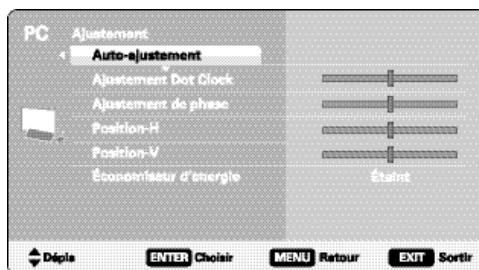 PC Ajustement
Auto-ajustement
Ajustement Dot Clock
Ajustement de phase
Position-H
Position-V
Économiseur d'energie Éteint
Dépla ENTER Choisir MENU Retour EXIT Sortir